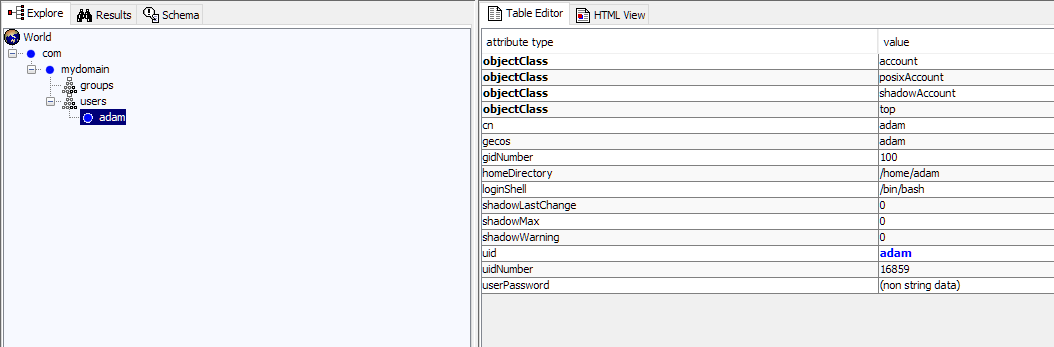 Explore Results Schema
World
com
mydomain
groups
users
adam
Table Editor HTML View
attribute type value
objectClass account
objectClass posixAccount
objectClass shadowAccount
objectClass top
cn adam
gecos adam
gidNumber 100
homeDirectory /home/adam
loginShell /bin/bash
shadowLastChange 0
shadowMax 0
shadowWarning 0
uid adam
uidNumber 16859
userPassword (non string data)